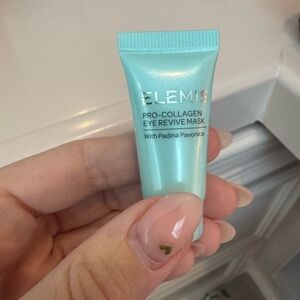 ELEMIS
PRO-COLLAGEN
EYE REVIVE MASK
With Padina Pavonica